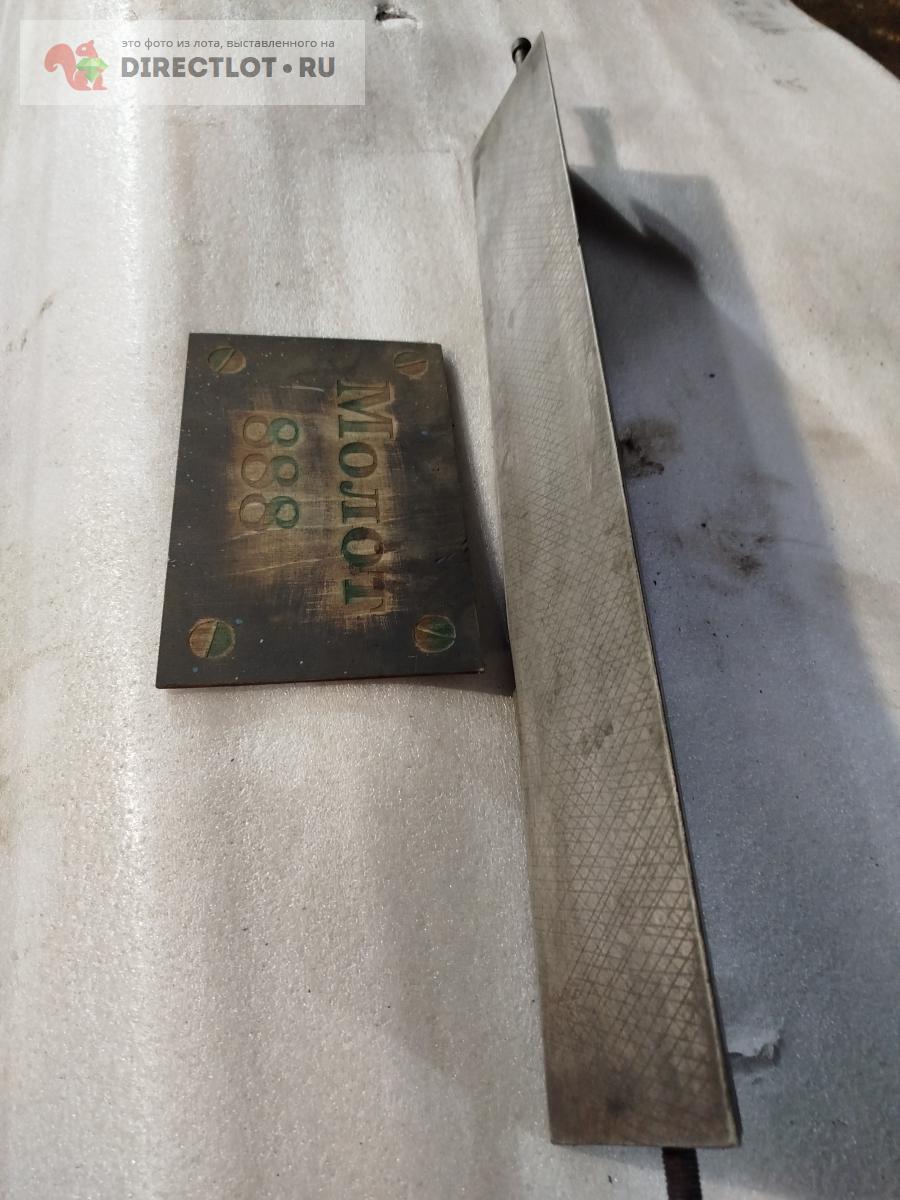 это фото из лота, выставленного на
DIRECTLOT•RU
Молот
888